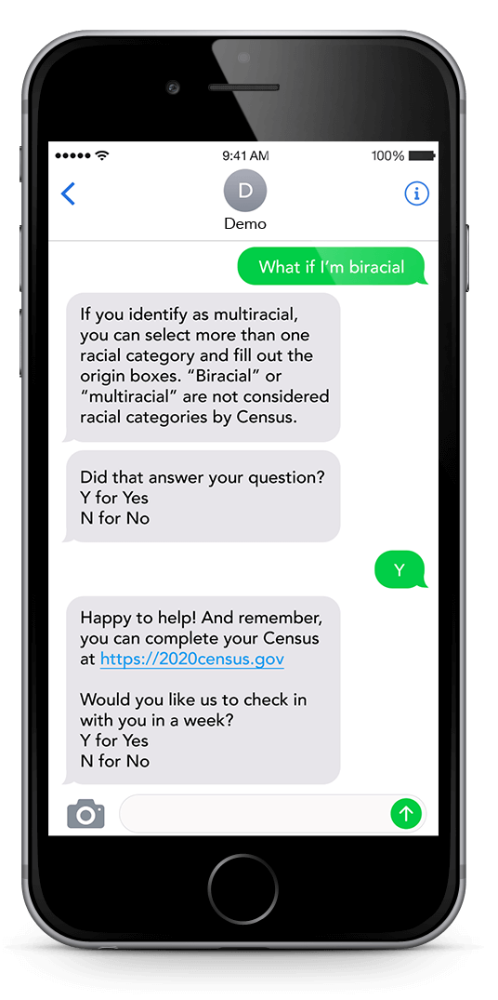 9:41 AM
100%
D
Demo
What if I'm biracial
If you identify as multiracial,
you can select more than one
racial category and fill out the
origin boxes. “Biracial” or
“multiracial” are not considered
racial categories by Census.
Did that answer your question?
Y for Yes
N for No
Y
Happy to help! And remember,
you can complete your Census
at https://2020census.gov
Would you like us to check in
with you in a week?
Y for Yes
N for No